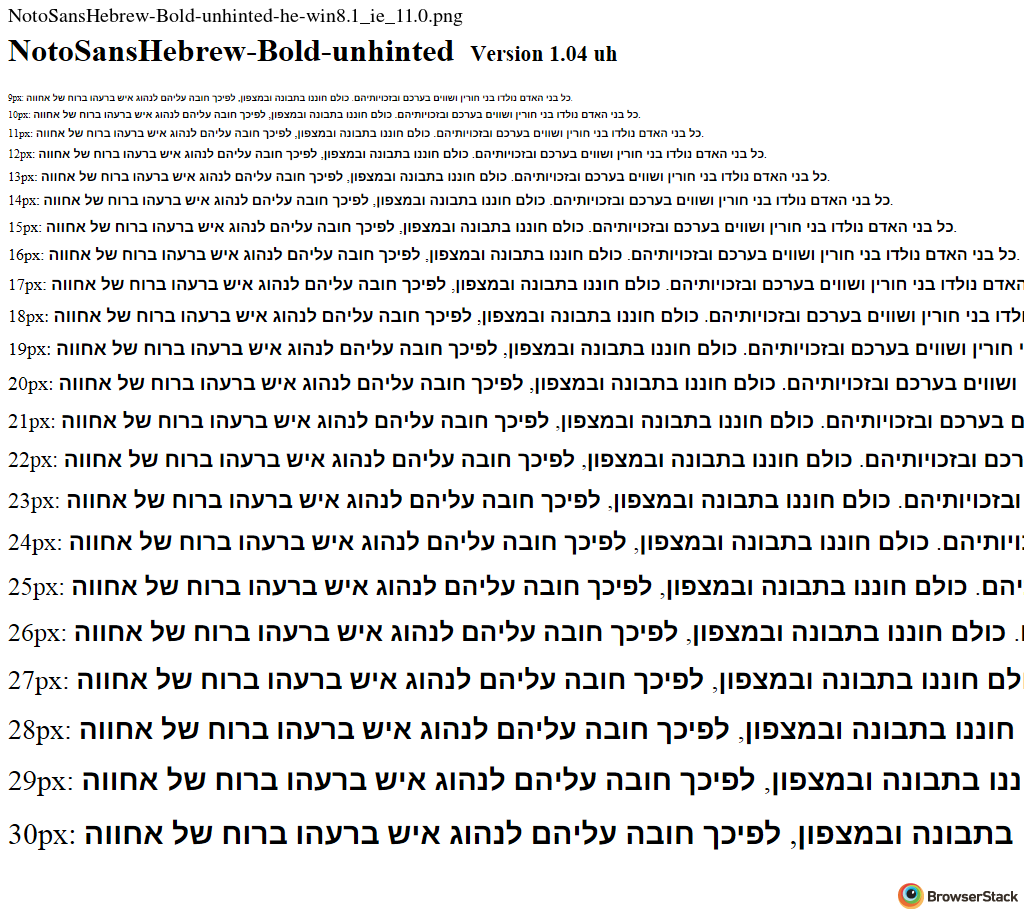 NotoSansHebrew-Bold-unhinted-he-win8.1_ie_11.0.png
NotoSansHebrew-Bold-unhinted Version 1.04 uh
9px: כל בני האדם נולדו בני חורין ושווים בערכם ובזכויותיהם. כולם חוננו בתבונה ובמצפון, לפיכך חובה עליהם לנהוג איש ברעהו ברוח של אחווה.
10px: כל בני האדם נולדו בני חורין ושווים בערכם ובזכויותיהם. כולם חוננו בתבונה ובמצפון, לפיכך חובה עליהם לנהוג איש ברעהו ברוח של אחווה.
11px: כל בני האדם נולדו בני חורין ושווים בערכם ובזכויותיהם. כולם חוננו בתבונה ובמצפון, לפיכך חובה עליהם לנהוג איש ברעהו ברוח של אחווה.
12px: כל בני האדם נולדו בני חורין ושווים בערכם ובזכויותיהם. כולם חוננו בתבונה ובמצפון, לפיכך חובה עליהם לנהוג איש ברעהו ברוח של אחווה.
13px: כל בני האדם נולדו בני חורין ושווים בערכם ובזכויותיהם. כולם חוננו בתבונה ובמצפון, לפיכך חובה עליהם לנהוג איש ברעהו ברוח של אחווה.
14px: כל בני האדם נולדו בני חורין ושווים בערכם ובזכויותיהם. כולם חוננו בתבונה ובמצפון, לפיכך חובה עליהם לנהוג איש ברעהו ברוח של אחווה.
15px: כל בני האדם נולדו בני חורין ושווים בערכם ובזכויותיהם. כולם חוננו בתבונה ובמצפון, לפיכך חובה עליהם לנהוג איש ברעהו ברוח של אחווה.
16px: כל בני האדם נולדו בני חורין ושווים בערכם ובזכויותיהם. כולם חוננו בתבונה ובמצפון, לפיכך חובה עליהם לנהוג איש ברעהו ברוח של אחווה.
17px: האדם נולדו בני חורין ושווים בערכם ובזכויותיהם. כולם חוננו בתבונה ובמצפון, לפיכך חובה עליהם לנהוג איש ברעהו ברוח של אחווה
18px: לדו בני חורין ושווים בערכם ובזכויותיהם. כולם חוננו בתבונה ובמצפון, לפיכך חובה עליהם לנהוג איש ברעהו ברוח של אחווה
19px: י חורין ושווים בערכם ובזכויותיהם. כולם חוננו בתבונה ובמצפון, לפיכך חובה עליהם לנהוג איש ברעהו ברוח של אחווה
20px: ושווים בערכם ובזכויותיהם. כולם חוננו בתבונה ובמצפון, לפיכך חובה עליהם לנהוג איש ברעהו ברוח של אחווה
21px: ם בערכם ובזכויותיהם. כולם חוננו בתבונה ובמצפון, לפיכך חובה עליהם לנהוג איש ברעהו ברוח של אחווה
22px: רכם ובזכויותיהם. כולם חוננו בתבונה ובמצפון, לפיכך חובה עליהם לנהוג איש ברעהו ברוח של אחווה
23px: ובזכויותיהם. כולם חוננו בתבונה ובמצפון, לפיכך חובה עליהם לנהוג איש ברעהו ברוח של אחווה
24px: ויותיהם. כולם חוננו בתבונה ובמצפון, לפיכך חובה עליהם לנהוג איש ברעהו ברוח של אחווה
25px: הם. כולם חוננו בתבונה ובמצפון, לפיכך חובה עליהם לנהוג איש ברעהו ברוח של אחווה
26px: . כולם חוננו בתבונה ובמצפון, לפיכך חובה עליהם לנהוג איש ברעהו ברוח של אחווה
27px: לם חוננו בתבונה ובמצפון, לפיכך חובה עליהם לנהוג איש ברעהו ברוח של אחווה
28px: חוננו בתבונה ובמצפון, לפיכך חובה עליהם לנהוג איש ברעהו ברוח של אחווה
29px: ננו בתבונה ובמצפון, לפיכך חובה עליהם לנהוג איש ברעהו ברוח של אחווה
30px: בתבונה ובמצפון, לפיכך חובה עליהם לנהוג איש ברעהו ברוח של אחווה
BrowserStack